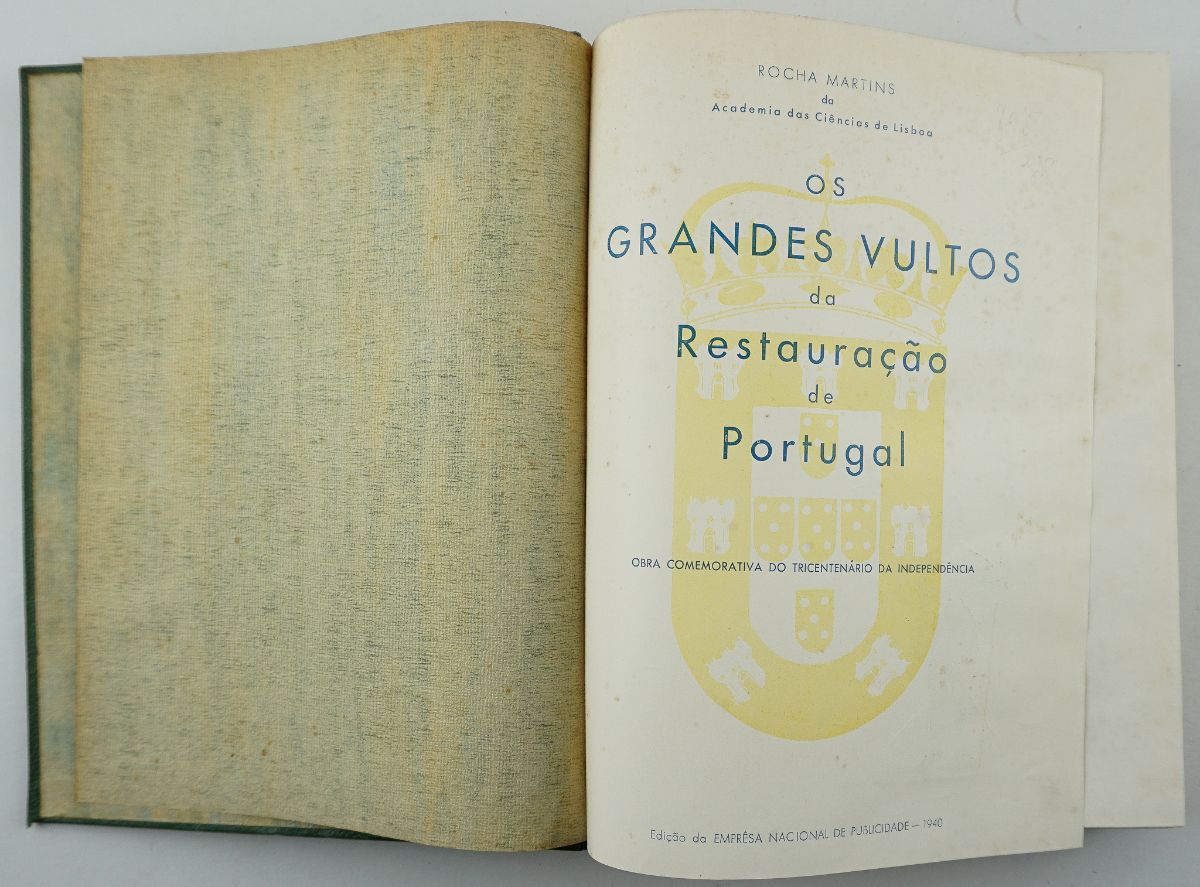 ROCHA MARTINS
da
Academia das Ciências de Lisboa
OS
GRANDES VULTOS
da
Restauração
de
Portugal
OBRA COMEMORATIVA DO TRICENTENÁRIO DA INDEPENDÊNCIA
Edição da EMPRÊSA NACIONAL DE PUBLICIDADE — 1940